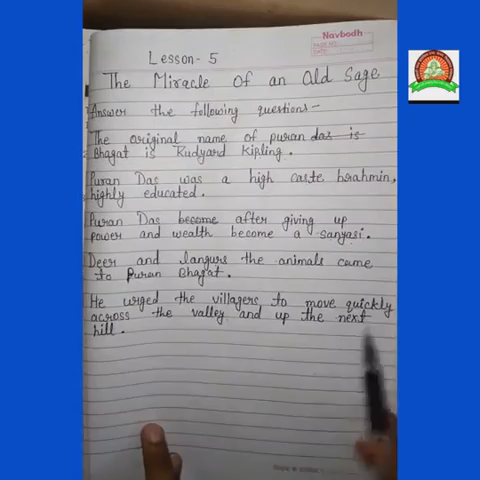 Navbodh
PAGE NO.
DATE
Lesson - 5
The Miracle Of an Old Sage
Answer the following questions-
The original name of puran das is
Bhagat is Rudyard Kipling.
Puran Das was a high caste brahmin,
highly educated.
Puran Das become after giving up
power and wealth become a sanyasi.
Deer and langurs the animals came
to Puran Bhagat.
He urged the villagers to move quickly
across the valley and up the next
hill.